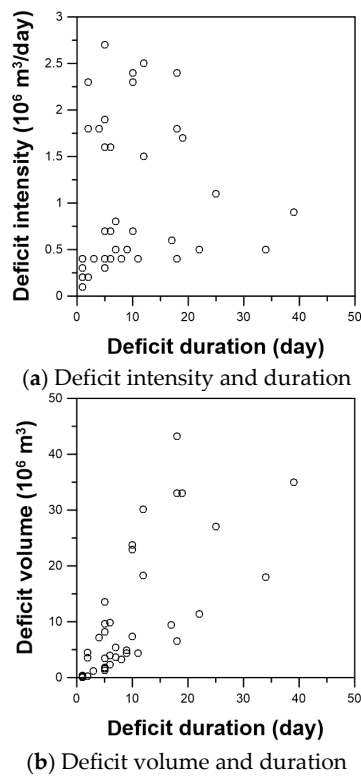 3
2.5
2
1.5
1
0.5
0
Deficit intensity (10⁶ m³/day)
0 10 20 30 40 50
Deficit duration (day)
(a) Deficit intensity and duration
50
40
30
20
10
0
Deficit volume (10⁶ m³)
0 10 20 30 40 50
Deficit duration (day)
(b) Deficit volume and duration